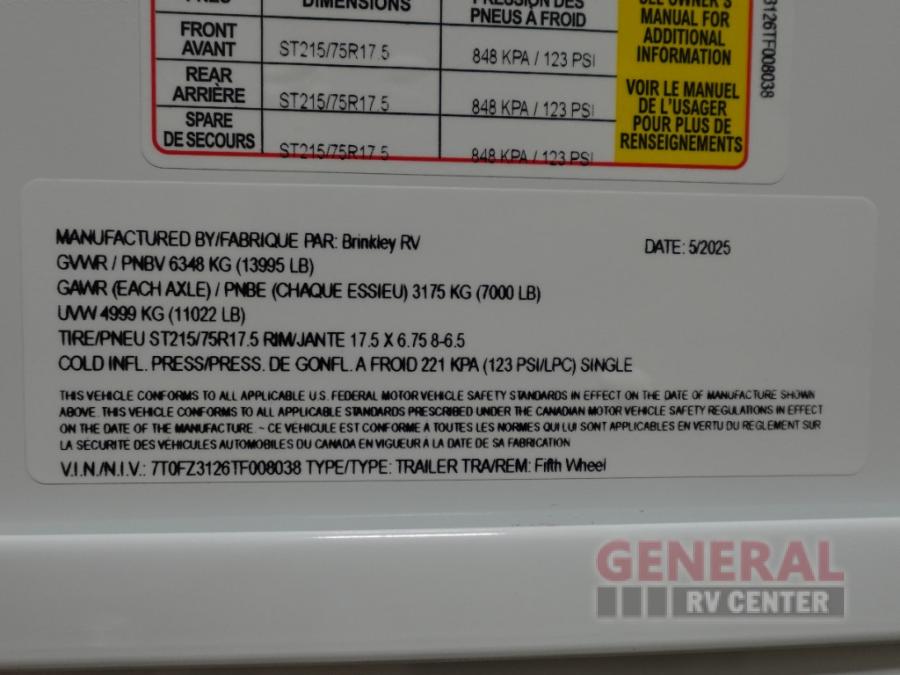 DIMENSIONS
PRESSION DES
PNEUS À FROID
SEE OWNER'S
MANUAL FOR
ADDITIONAL
INFORMATION
VOIR LE MANUEL
DE L'USAGER
POUR PLUS DE
RENSEIGNEMENTS
FRONT
AVANT
ST215/75R17.5
848 KPA / 123 PSI
REAR
ARRIÈRE
ST215/75R17.5
848 KPA / 123 PSI
SPARE
DE SECOURS
ST215/75R17.5
848 KPA / 123 PSI
3126TF008038
MANUFACTURED BY/FABRIQUE PAR: Brinkley RV DATE: 5/2025
GVWR / PNBV 6348 KG (13995 LB)
GAWR (EACH AXLE) / PNBE (CHAQUE ESSIEU) 3175 KG (7000 LB)
UVW 4999 KG (11022 LB)
TIRE/PNEU ST215/75R17.5 RIM/JANTE 17.5 X 6.75 8-6.5
COLD INFL. PRESS/PRESS. DE GONFL. A FROID 221 KPA (123 PSI/LPC) SINGLE
THIS VEHICLE CONFORMS TO ALL APPLICABLE U.S. FEDERAL MOTOR VEHICLE SAFETY STANDARDS IN EFFECT ON THE DATE OF MANUFACTURE SHOWN
ABOVE. THIS VEHICLE CONFORMS TO ALL APPLICABLE STANDARDS PRESCRIBED UNDER THE CANADIAN MOTOR VEHICLE SAFETY REGULATIONS IN EFFECT
ON THE DATE OF THE MANUFACTURE. ~ CE VEHICULE EST CONFORME A TOUTES LES NORMES QUI LUI SONT APPLICABLES EN VERTU DU REGLEMENT SUR
LA SECURITE DES VEHICULES AUTOMOBILES DU CANADA EN VIGUEUR A LA DATE DE SA FABRICATION
V.I.N./N.I.V.: 7T0FZ3126TF008038 TYPE/TYPE: TRAILER TRA/REM: Fifth Wheel
GENERAL
RV CENTER